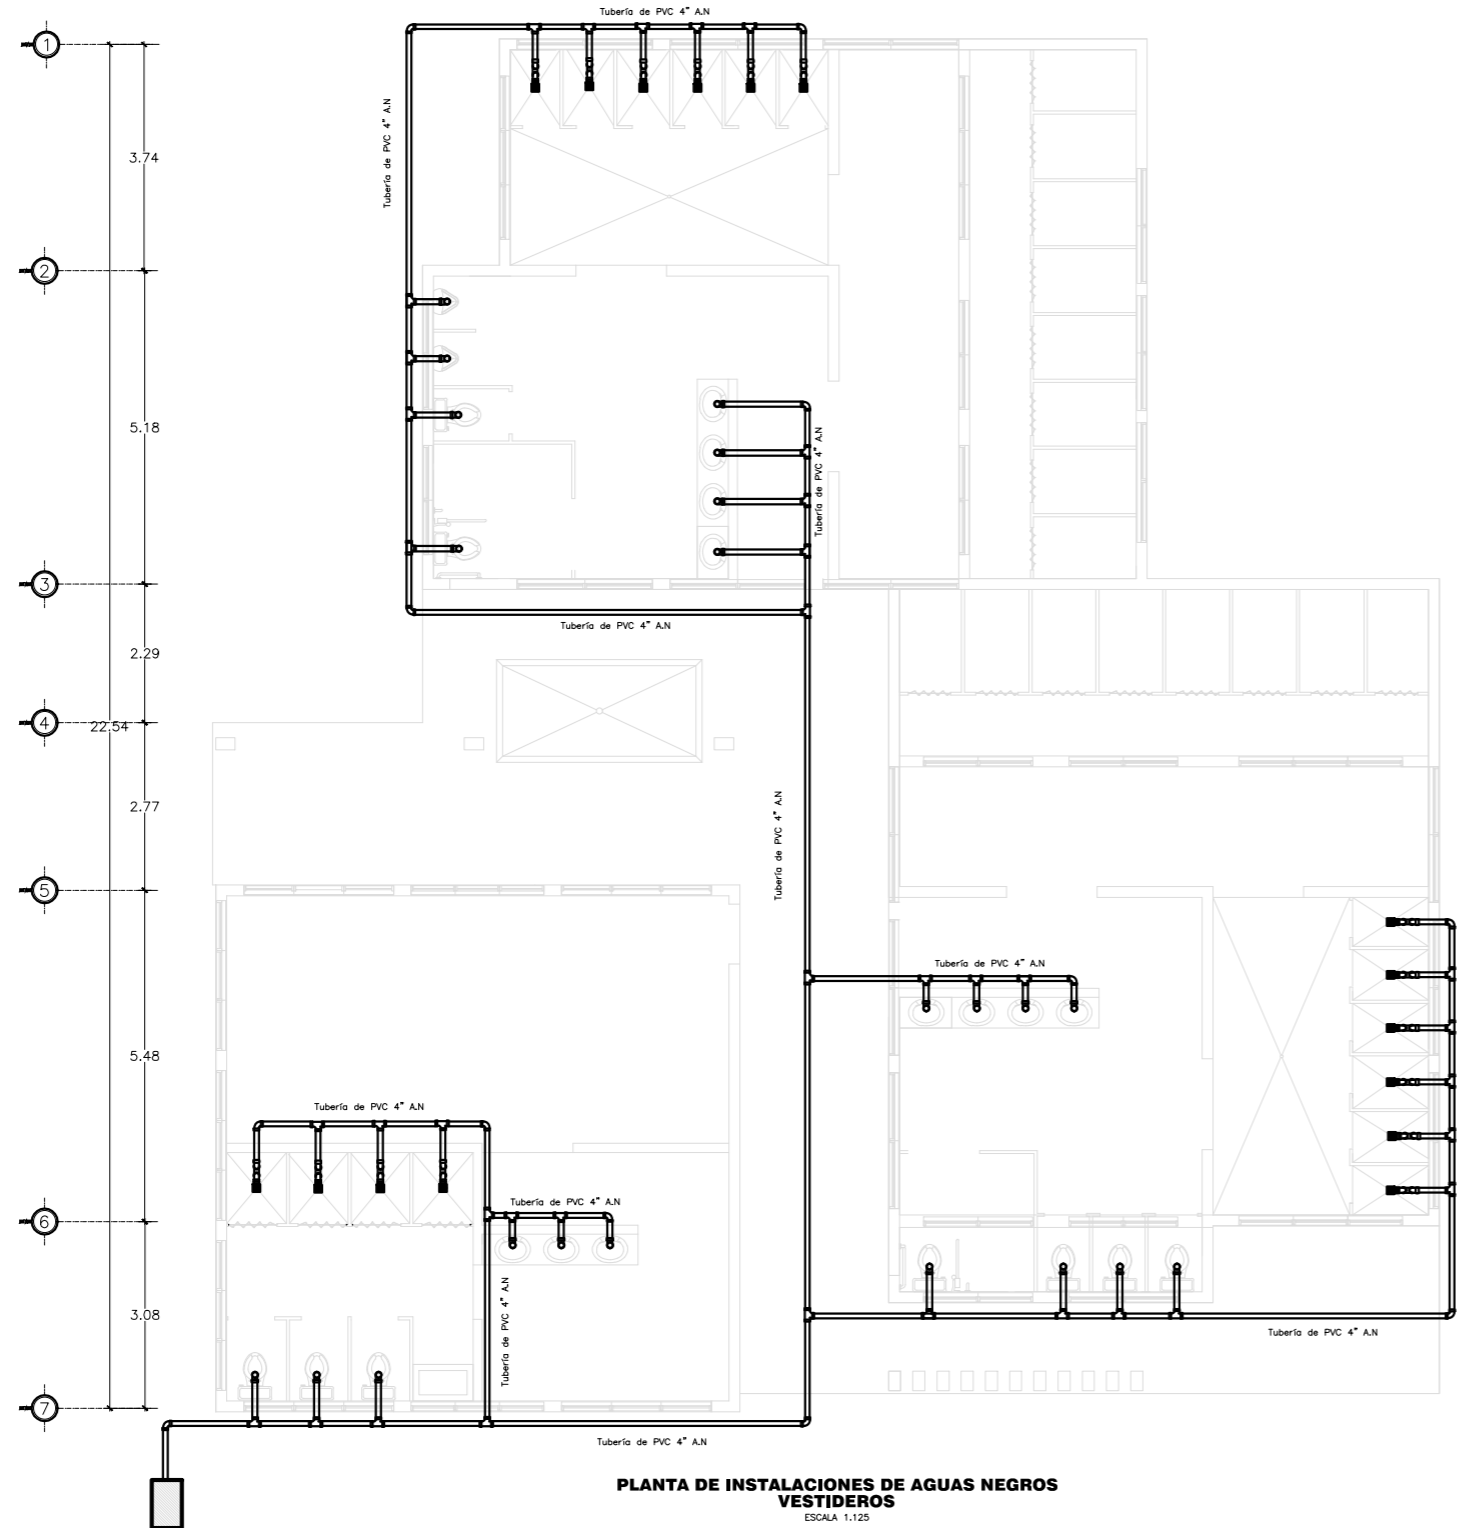 Tubería de PVC 4" A.N
1
Tubería de PVC 4" A.N
3.74
2
5.18
Tubería de PVC 4" A.N
3
Tubería de PVC 4" A.N
2.29
4
22.54
2.77
Tubería de PVC 4" A.N
5
Tubería de PVC 4" A.N
5.48
Tubería de PVC 4" A.N
Tubería de PVC 4" A.N
6
Tubería de PVC 4" A.N
3.08
Tubería de PVC 4" A.N
7
Tubería de PVC 4" A.N
PLANTA DE INSTALACIONES DE AGUAS NEGROS
VESTIDEROS
ESCALA 1.125